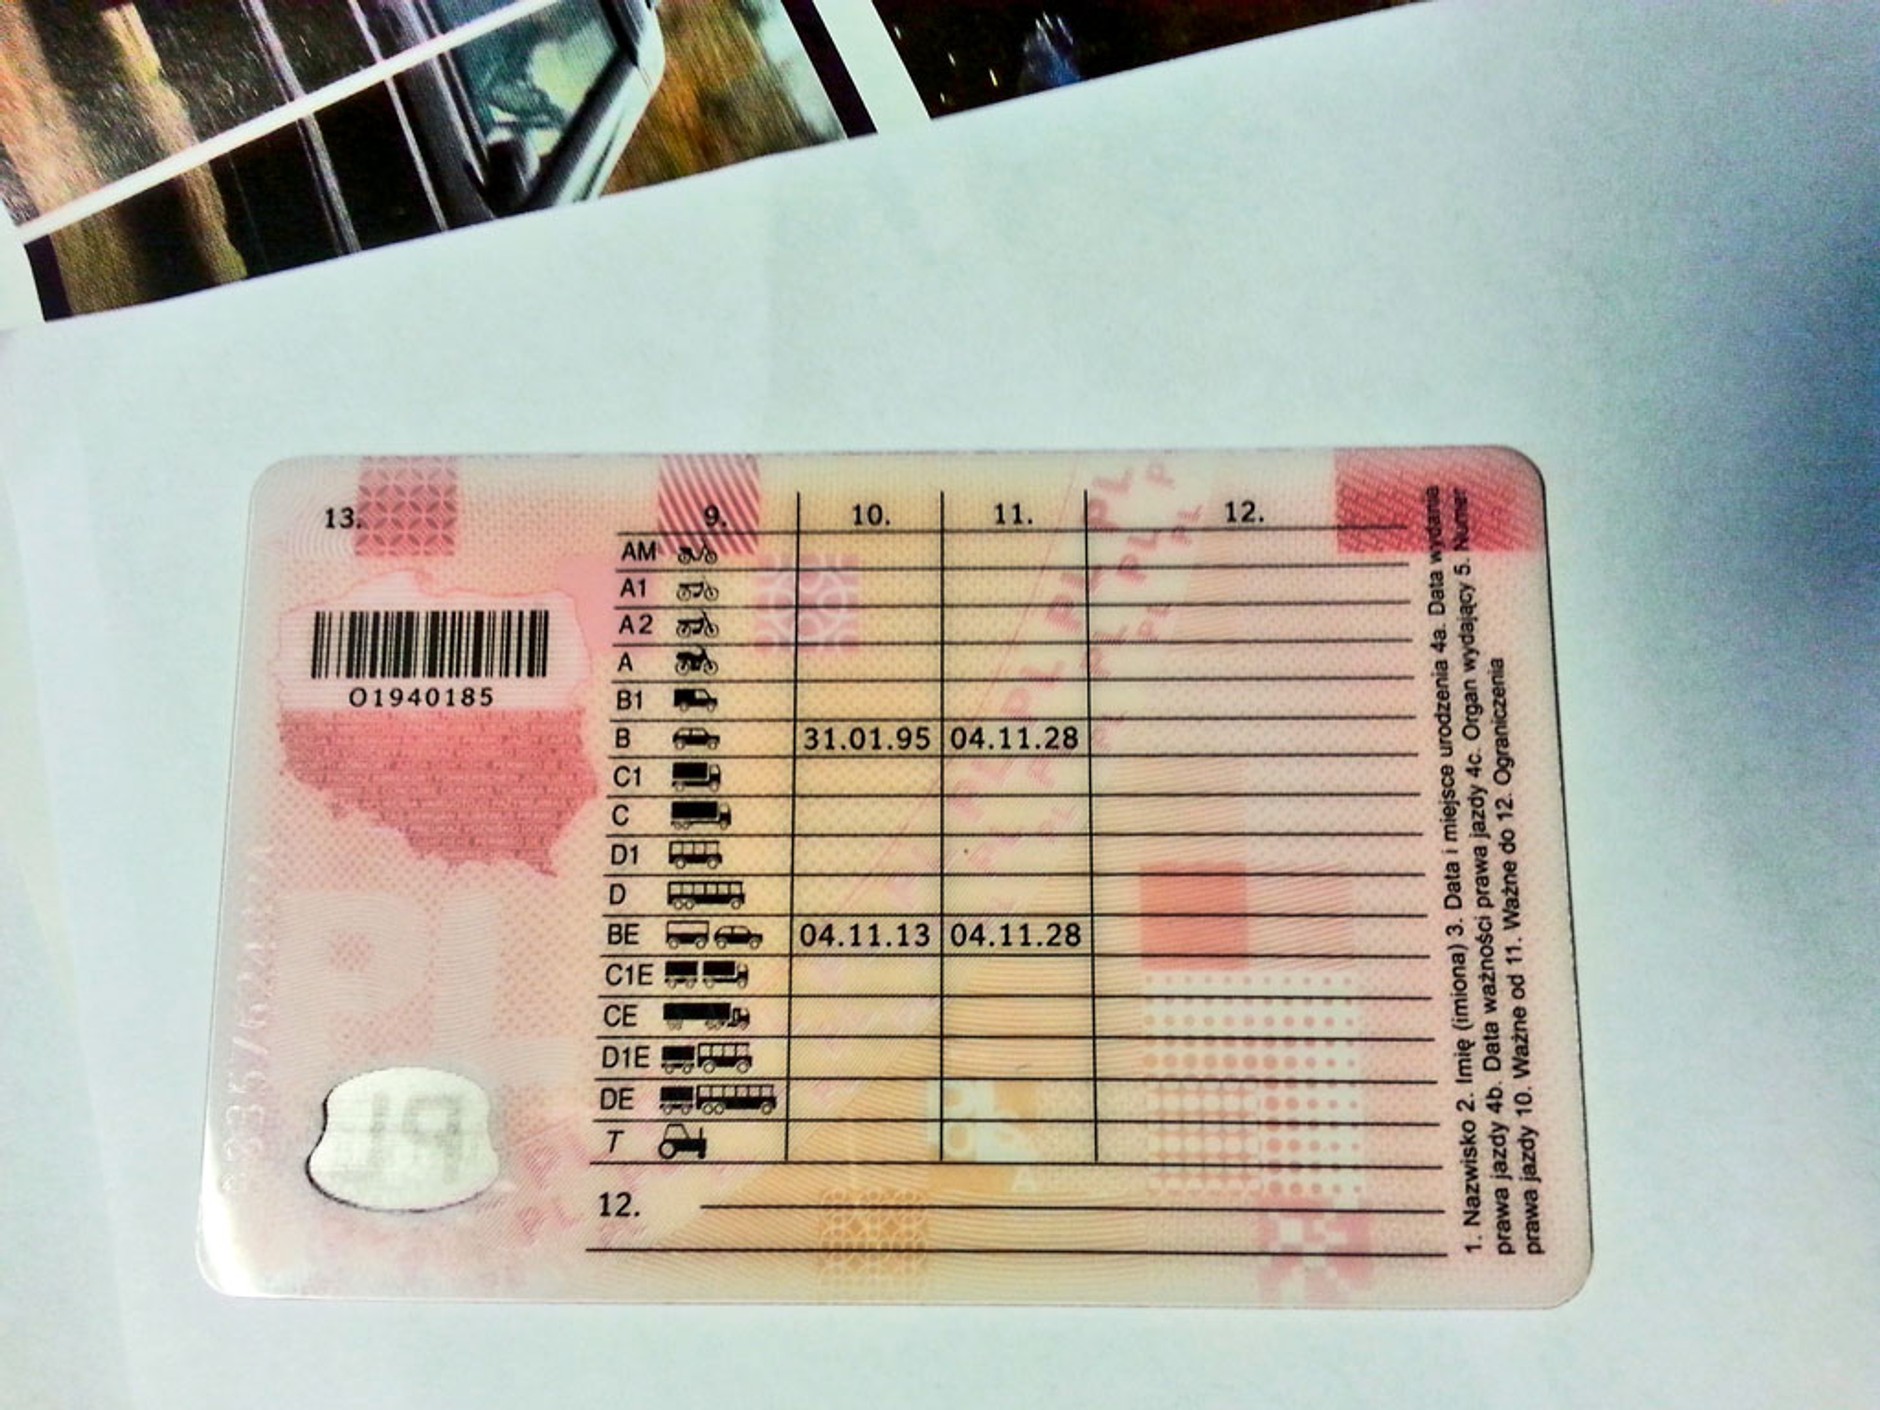 13.
O1940185
9. 10. 11. 12.
AM
A1
A2
A
B1
B 31.01.95 04.11.28
C1
C
D1
D
BE 04.11.13 04.11.28
C1E
CE
D1E
DE
T
12.
1. Nazwisko 2. Imię (imiona) 3. Data i miejsce urodzenia 4a. Data wydania
prawa jazdy 4b. Data ważności prawa jazdy 4c. Organ wydający 5. Numer
prawa jazdy 10. Ważne od 11. Ważne do 12. Ograniczenia